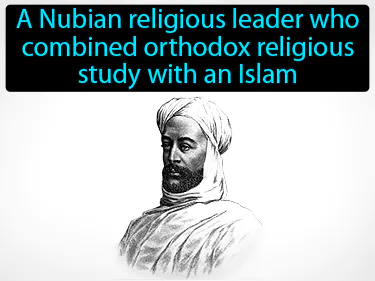 A Nubian religious leader who
combined orthodox religious
study with an Islam